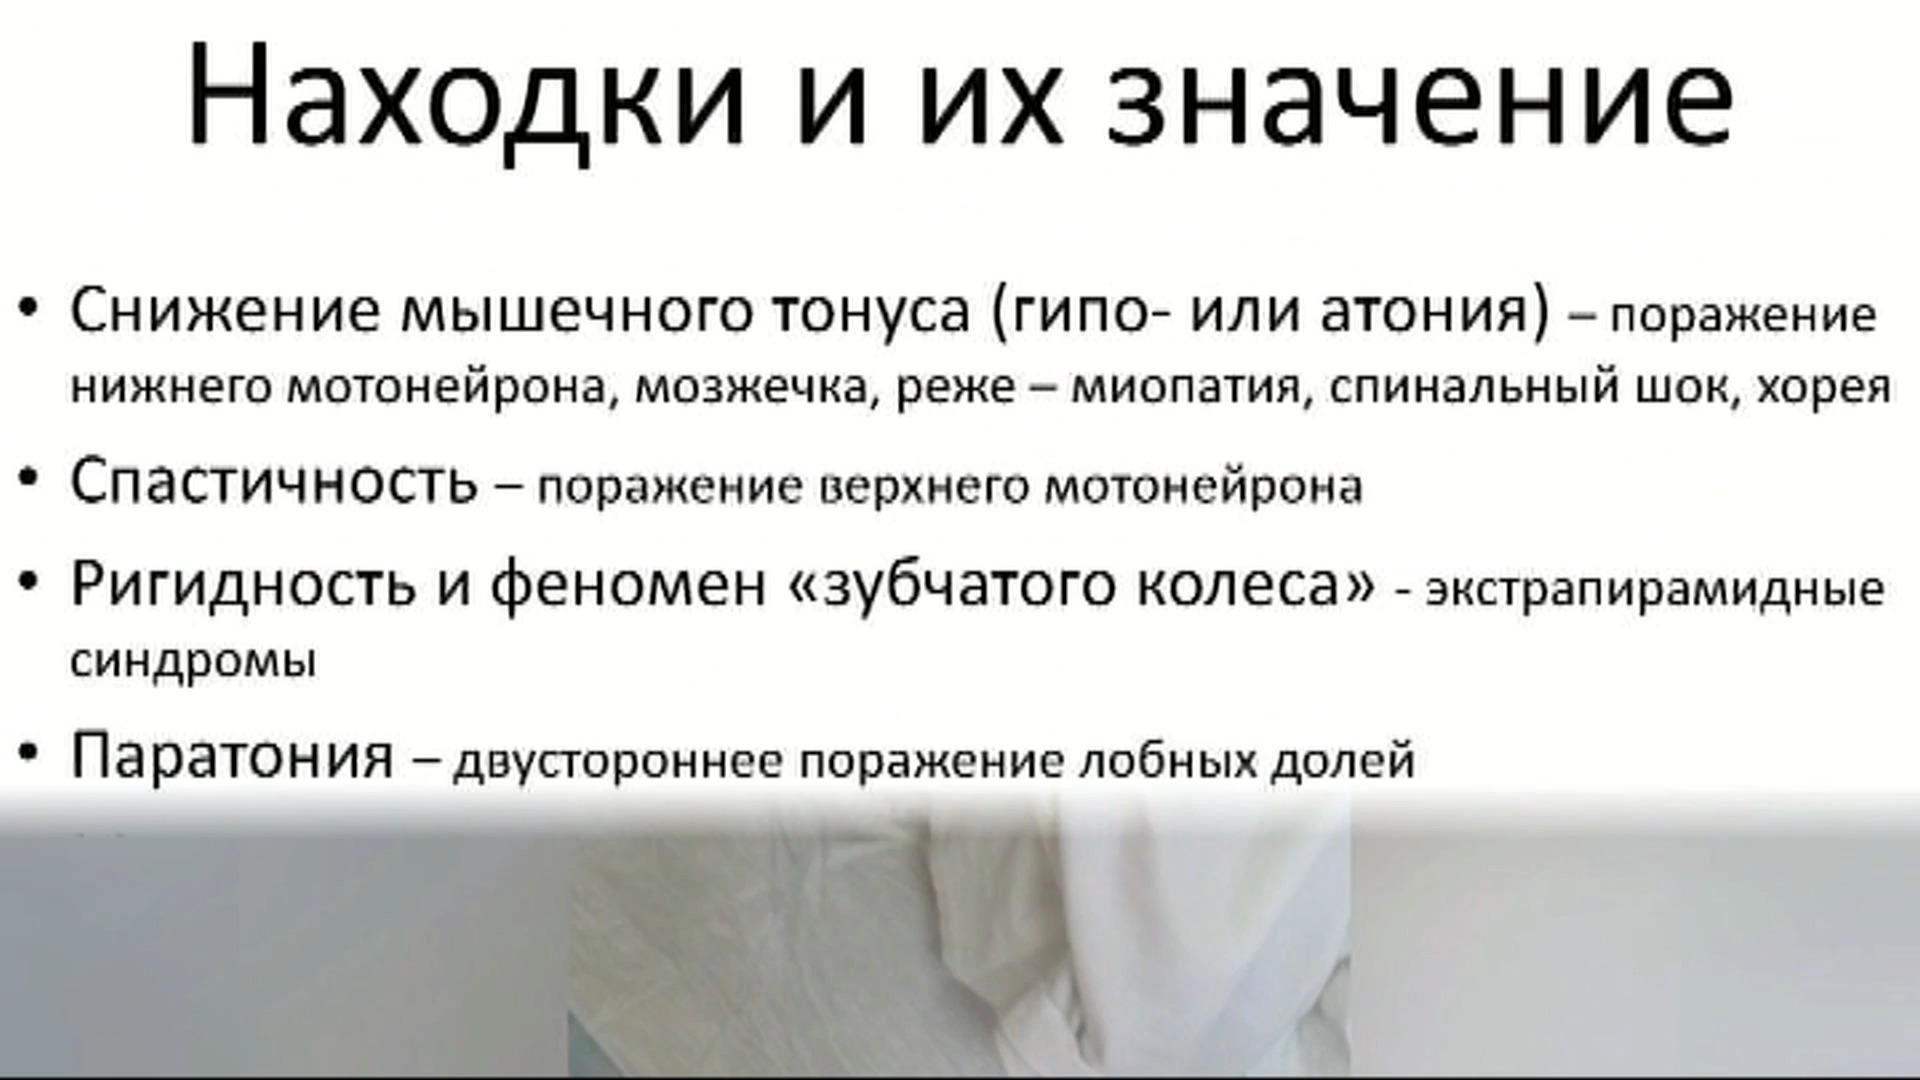 Находки и их значение
• Снижение мышечного тонуса (гипо- или атония) – поражение
нижнего мотонейрона, мозжечка, реже – миопатия, спинальный шок, хорея
• Спастичность – поражение верхнего мотонейрона
• Ригидность и феномен «зубчатого колеса» - экстрапирамидные
синдромы
• Паратония – двустороннее поражение лобных долей